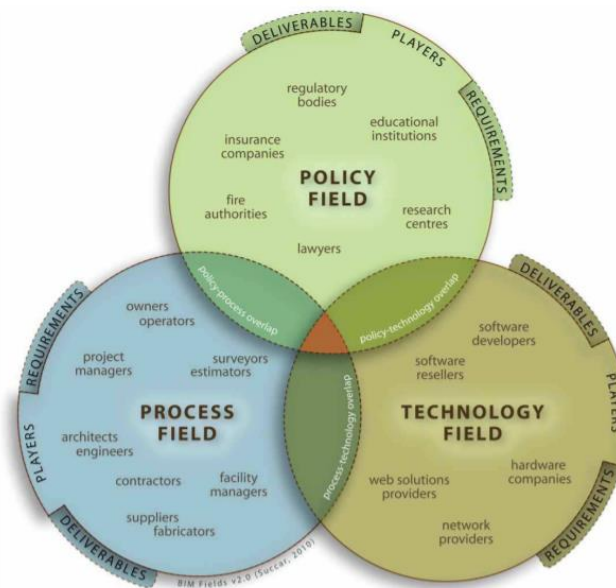 DELIVERABLES
PLAYERS
REQUIREMENTS
regulatory
bodies
educational
institutions
insurance
companies
POLICY
FIELD
fire
authorities
research
centres
lawyers
policy-process overlap
policy-technology overlap
process-technology overlap
REQUIREMENTS
PLAYERS
DELIVERABLES
owners
operators
project
managers
surveyors
estimators
PROCESS
FIELD
architects
engineers
contractors
facility
managers
suppliers
fabricators
DELIVERABLES
PLAYERS
REQUIREMENTS
software
developers
software
resellers
TECHNOLOGY
FIELD
hardware
companies
web solutions
providers
network
providers
BIM Fields v2.0 (Succar, 2010)